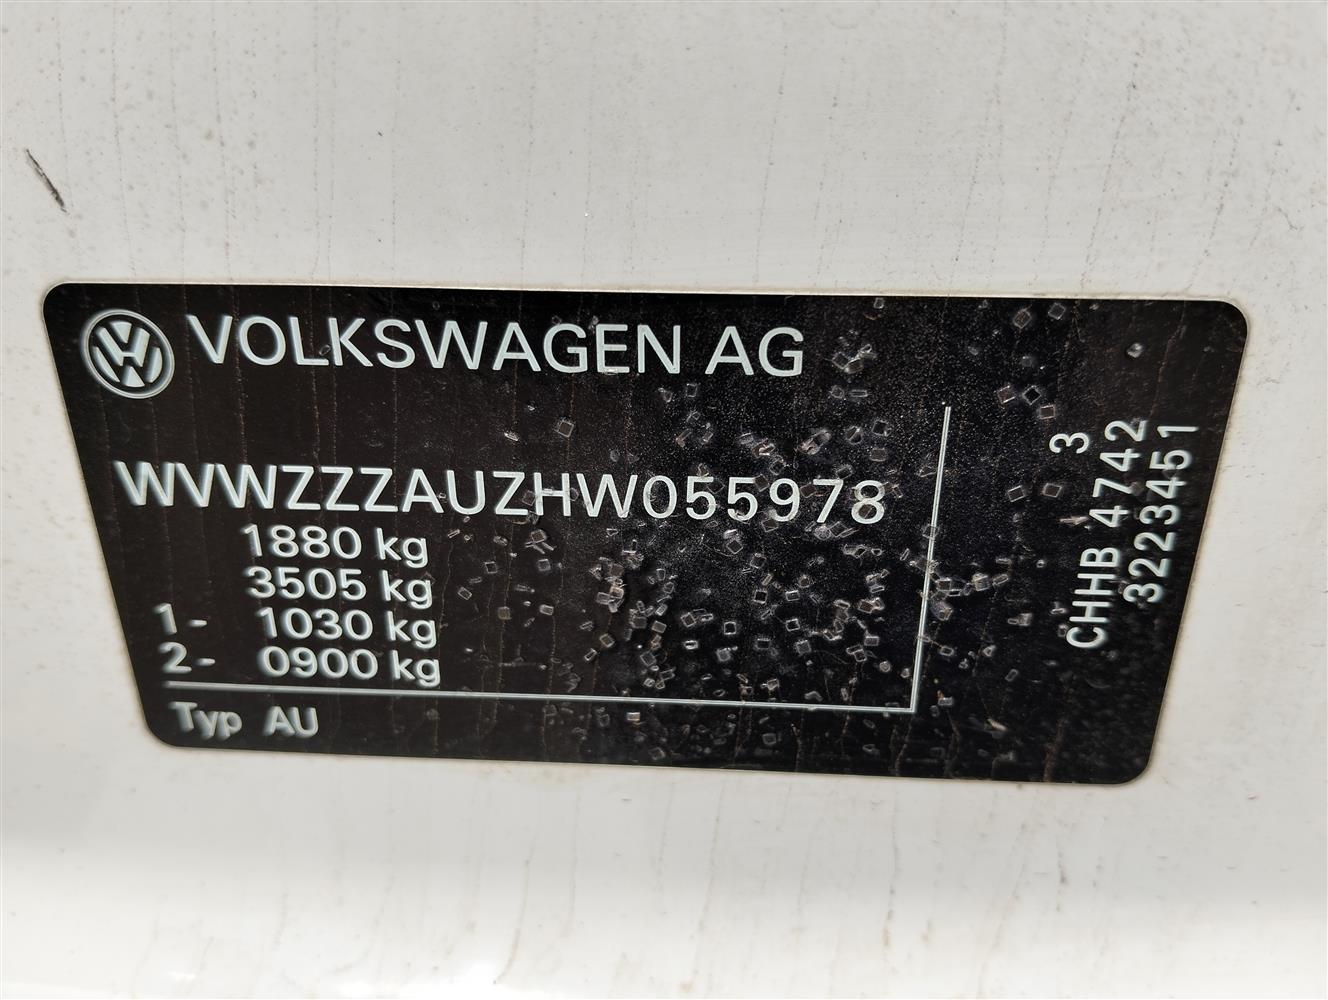 VOLKSWAGEN AG
WVWZZZAUZHW055978
1880 kg
3505 kg
1- 1030 kg
2- 0900 kg
Typ AU
3
CHHB 4742
3223451